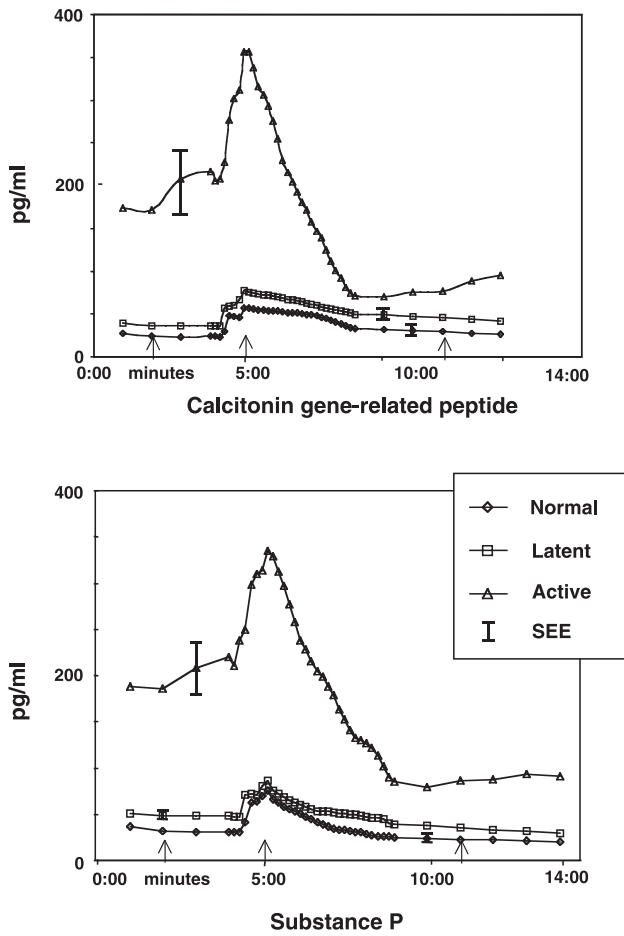 400
200
0
pg/ml
0:00 minutes 5:00 10:00 14:00
Calcitonin gene-related peptide
400
200
0
pg/ml
Normal
Latent
Active
SEE
0:00 minutes 5:00 10:00 14:00
Substance P